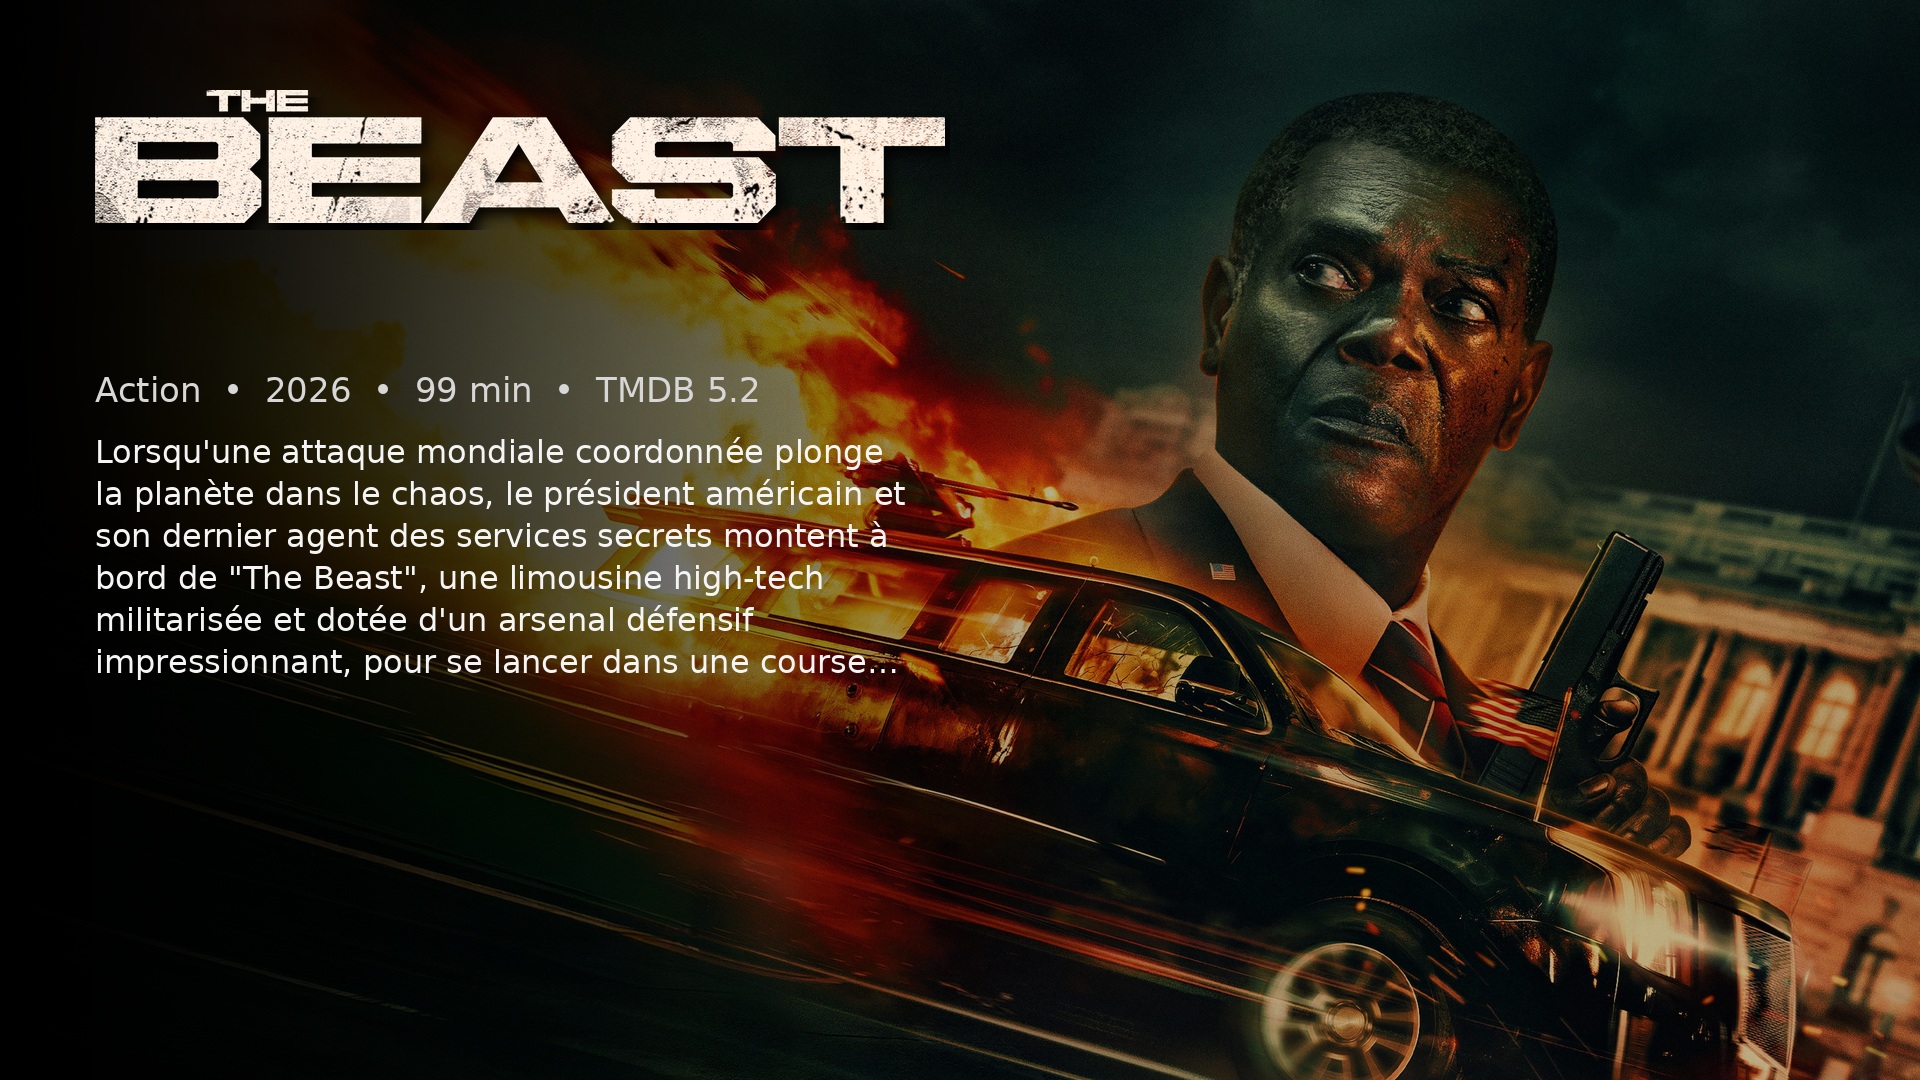 THE
BEAST
Action • 2026 • 99 min • TMDB 5.2
Lorsqu'une attaque mondiale coordonnée plonge
la planète dans le chaos, le président américain et
son dernier agent des services secrets montent à
bord de "The Beast", une limousine high-tech
militarisée et dotée d'un arsenal défensif
impressionnant, pour se lancer dans une course...